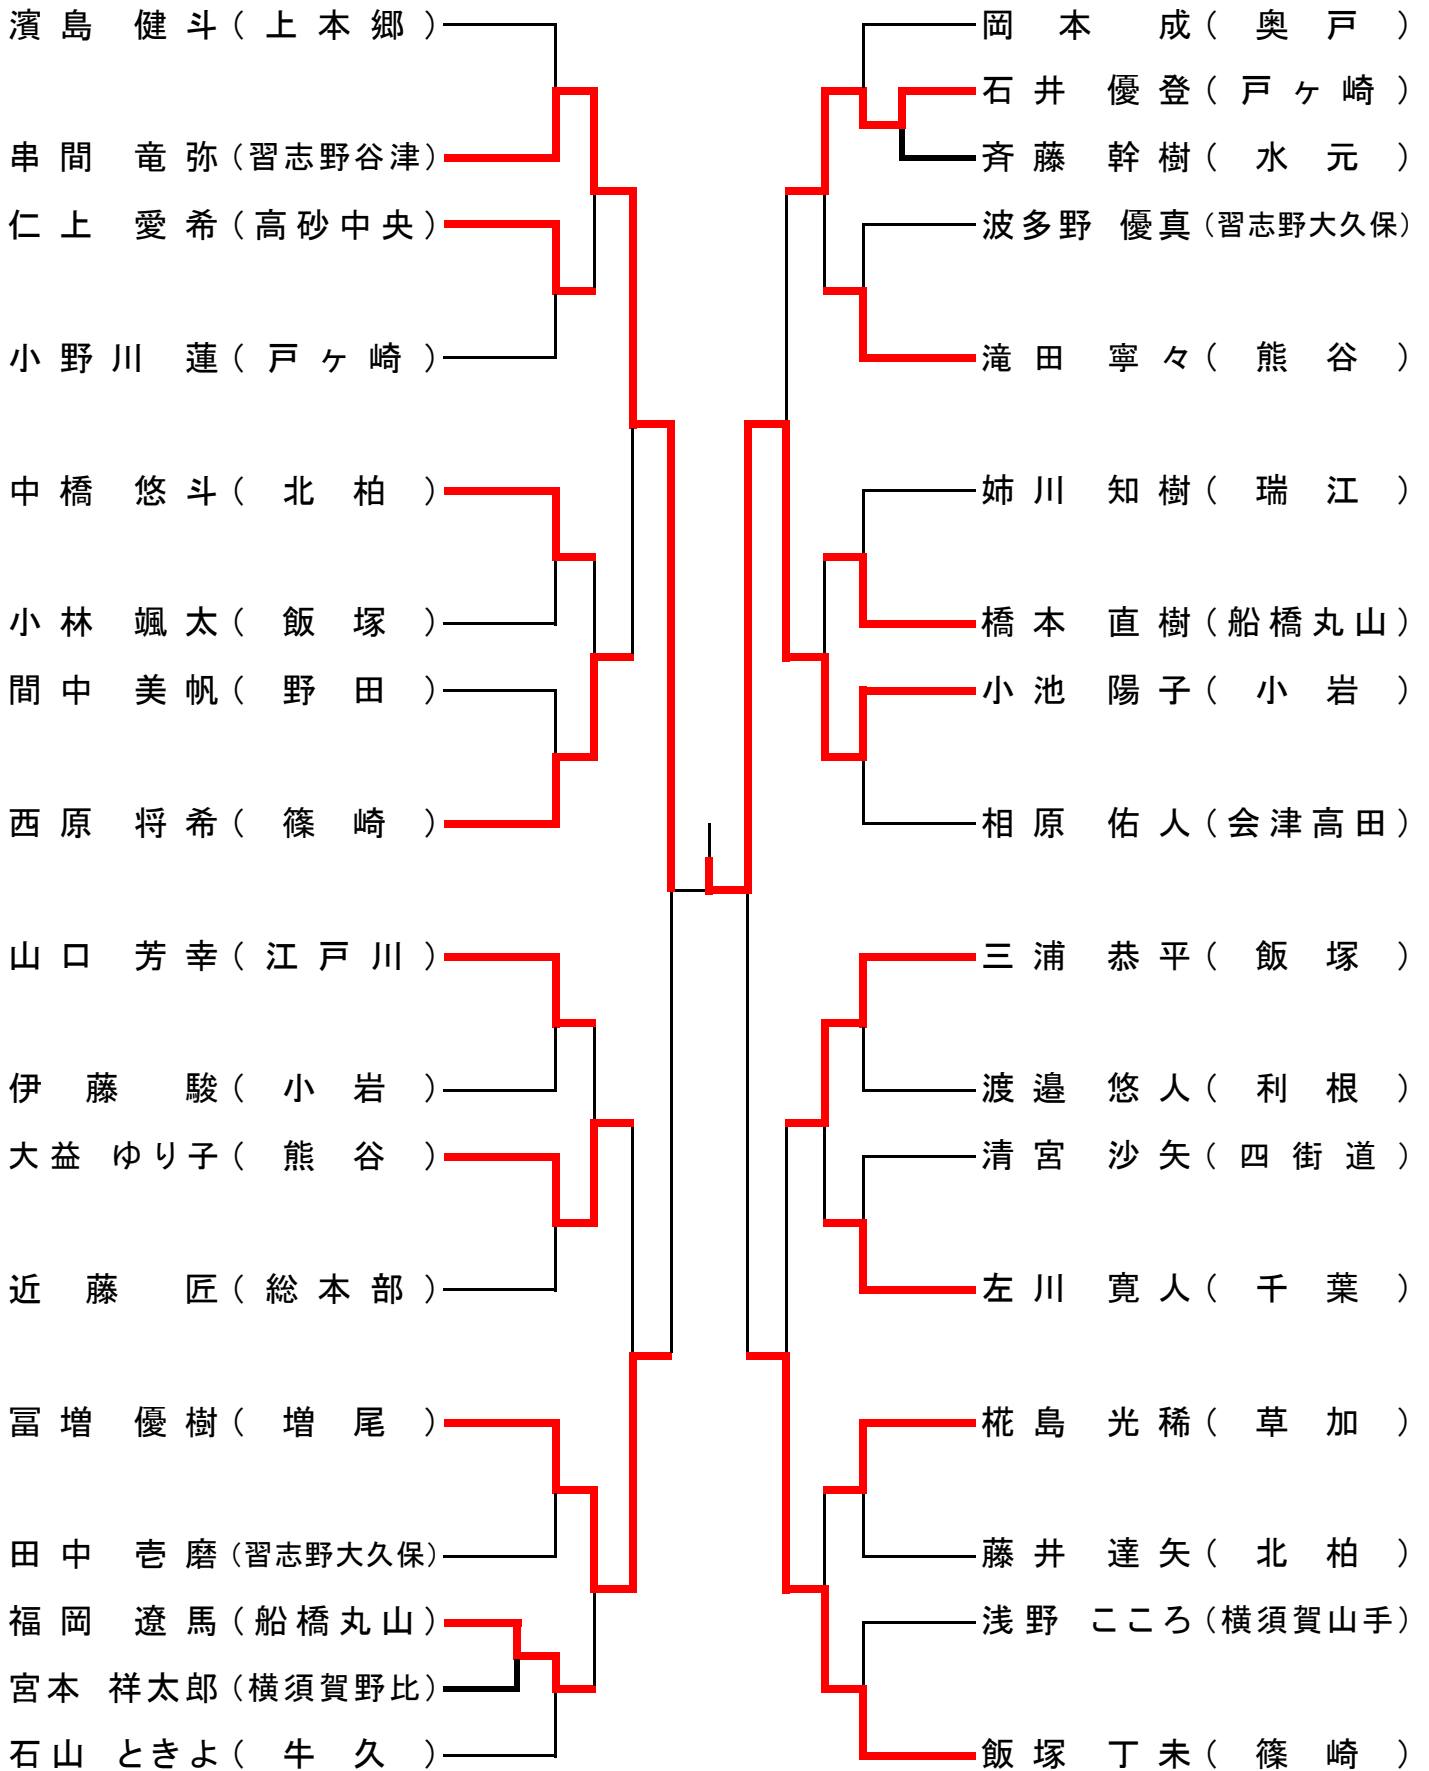 濱島 健斗(上本郷)
串間 竜弥(習志野谷津)
仁上 愛希(高砂中央)
小野川 蓮(戸ヶ崎)
中橋 悠斗(北柏)
小林 颯太(飯塚)
間中 美帆(野田)
西原 将希(篠崎)
山口 芳幸(江戸川)
伊藤 駿(小岩)
大益 ゆり子(熊谷)
近藤 匠(総本部)
冨増 優樹(増尾)
田中 壱磨(習志野大久保)
福岡 遼馬(船橋丸山)
宮本 祥太郎(横須賀野比)
石山 ときよ(牛久)
岡本 成(奥戸)
石井 優登(戸ヶ崎)
斉藤 幹樹(水元)
波多野 優真(習志野大久保)
滝田 寧々(熊谷)
姉川 知樹(瑞江)
橋本 直樹(船橋丸山)
小池 陽子(小岩)
相原 佑人(会津高田)
三浦 恭平(飯塚)
渡邉 悠人(利根)
清宮 沙矢(四街道)
左川 寛人(千葉)
椛島 光稀(草加)
藤井 達矢(北柏)
浅野 こころ(横須賀山手)
飯塚 丁未(篠崎)